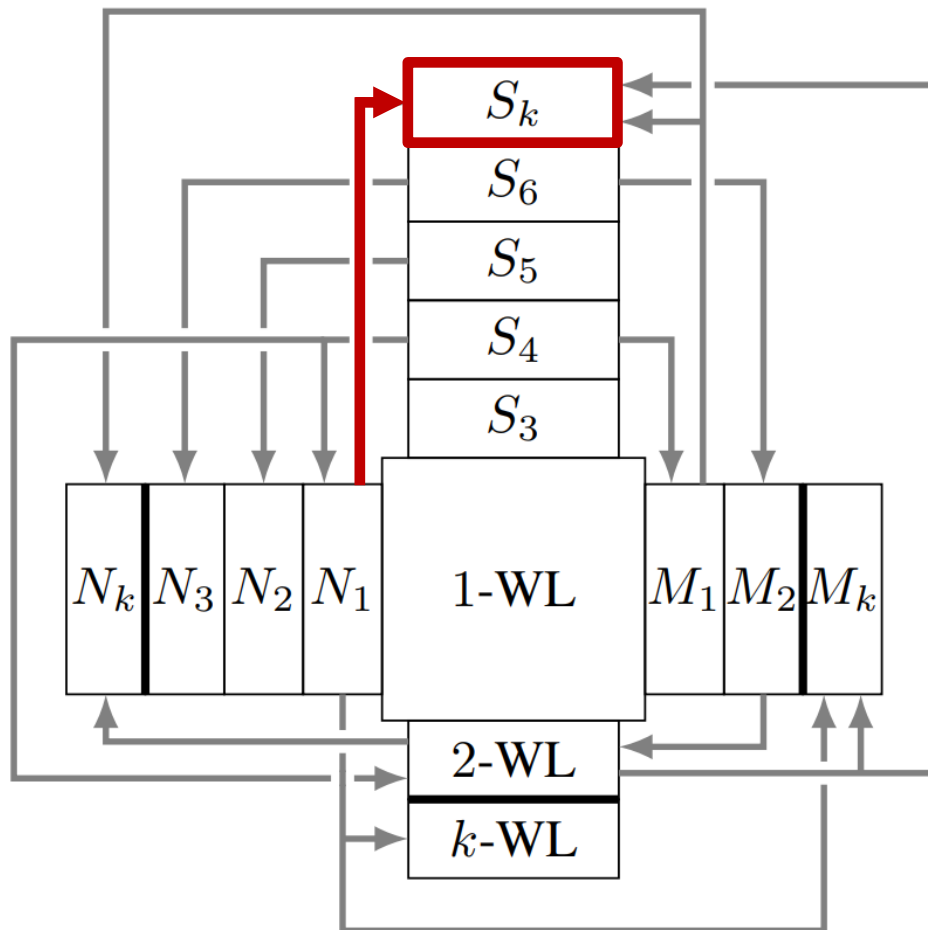 S_k
S_6
S_5
S_4
S_3
N_k N_3 N_2 N_1 1-WL M_1 M_2 M_k
2-WL
k-WL